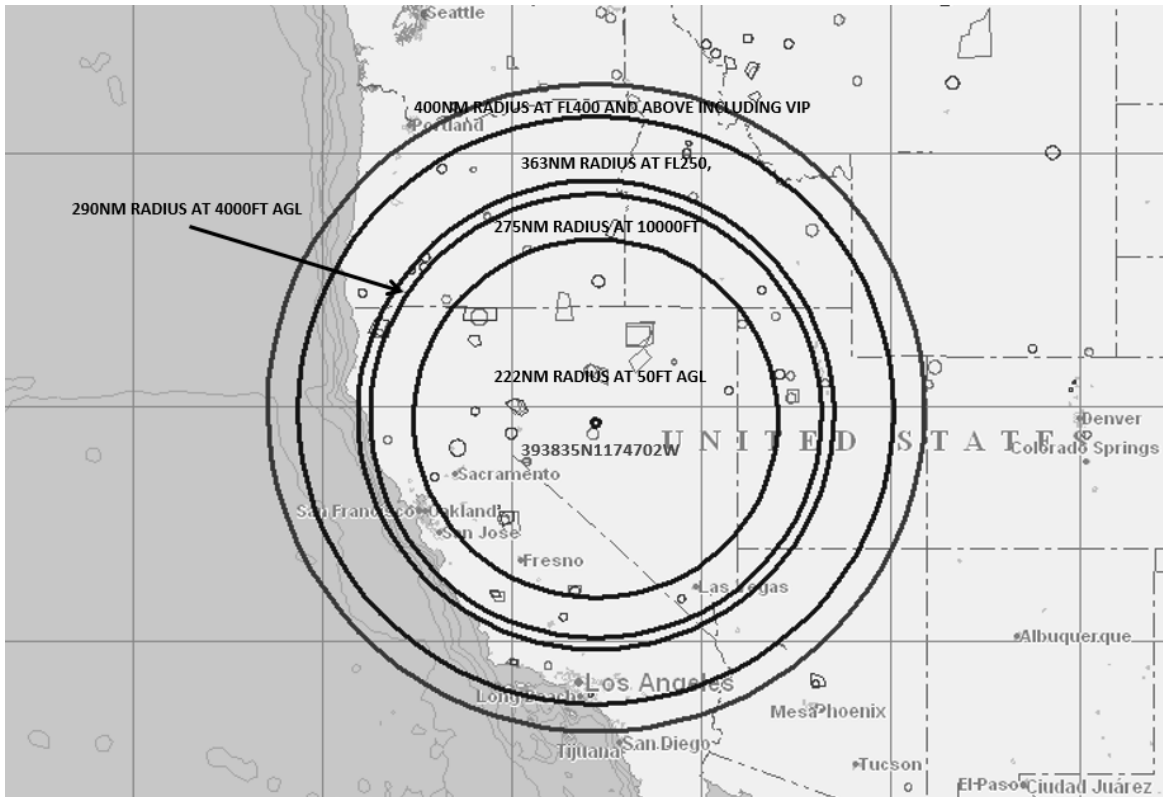 Seattle
400NM RADIUS AT FL400 AND ABOVE INCLUDING VIP
Portland
363NM RADIUS AT FL250,
290NM RADIUS AT 4000FT AGL
275NM RADIUS AT 10000FT
222NM RADIUS AT 50FT AGL
Denver
UNITED STATES
393835N1174702W
Colorado Springs
Sacramento
San Francisco
Oakland
San Jose
Fresno
Las Vegas
Albuquerque
Los Angeles
Long Beach
Mesa
Phoenix
San Diego
Tijuana
Tucson
El Paso
Ciudad Juárez